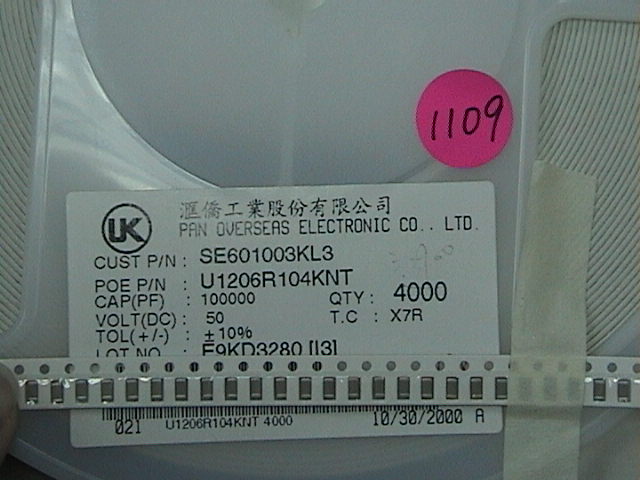 1109
UK
滙僑工業股份有限公司
PAN OVERSEAS ELECTRONIC CO., LTD.
CUST P/N : SE601003KL3
POE P/N : U1206R104KNT
CAP(PF) : 100000 QTY : 4000
VOLT(DC) : 50 T.C : X7R
TOL(+/-) : ±10%
LOT NO E9KD3280 [I3]
021 U1206R104KNT 4000 10/30/2000 A